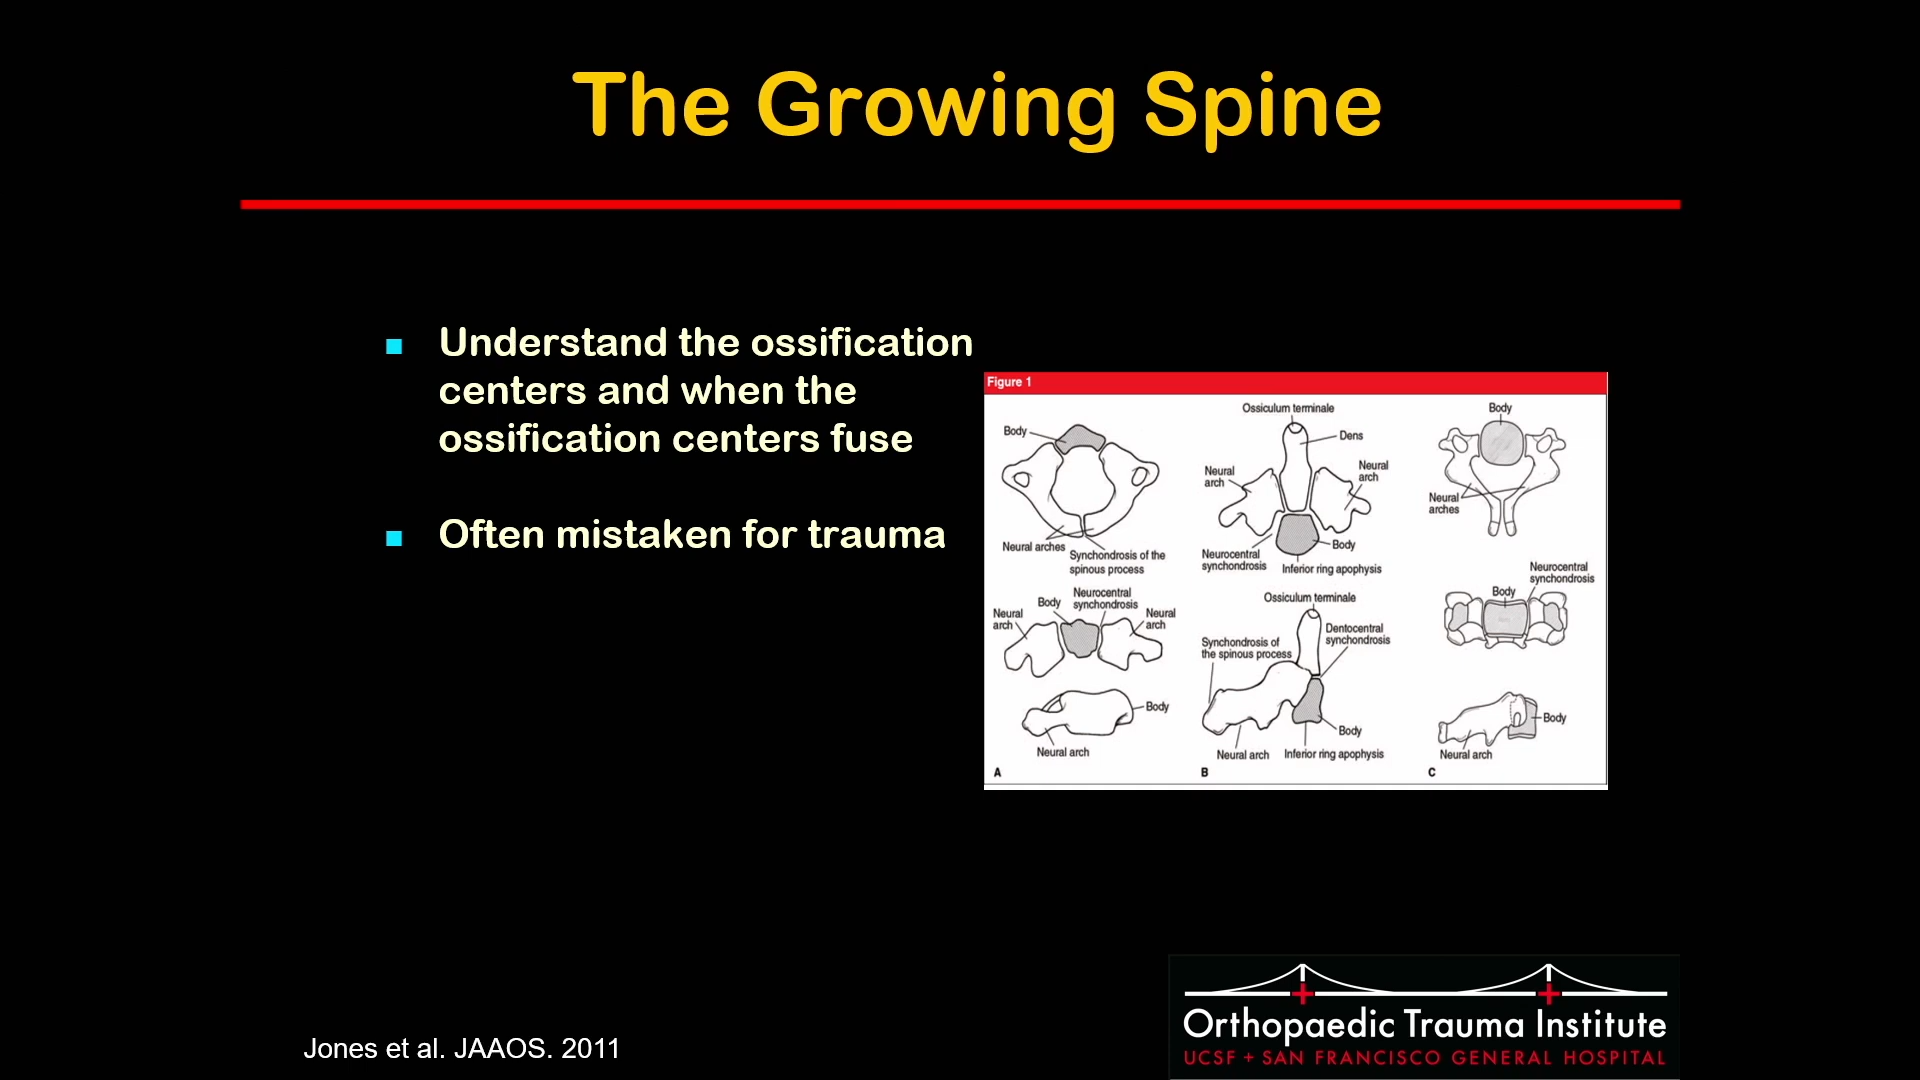 The Growing Spine
Understand the ossification
centers and when the
ossification centers fuse
Often mistaken for trauma
Figure 1
Body
Neural arches
Synchondrosis of the
spinous process
Neural
arch
Body
Neurocentral
synchondrosis
Neural
arch
Body
Neural arch
A
Ossiculum terminale
Dens
Neural
arch
Neural
arch
Neurocentral
synchondrosis
Body
Inferior ring apophysis
Ossiculum terminale
Dentocentral
synchondrosis
Synchondrosis of
the spinous process
Body
Neural arch
Inferior ring apophysis
B
Body
Neural
arches
Neurocentral
synchondrosis
Body
Body
Neural arch
C
Jones et al. JAAOS. 2011
Orthopaedic Trauma Institute
UCSF + SAN FRANCISCO GENERAL HOSPITAL